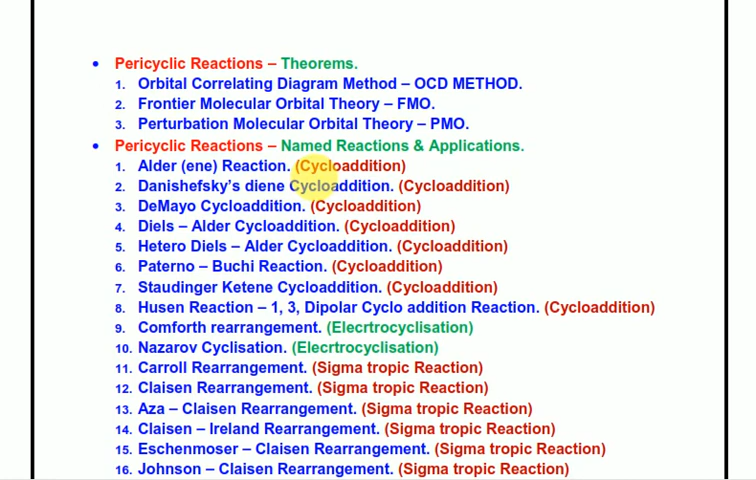 • Pericyclic Reactions – Theorems.
1. Orbital Correlating Diagram Method – OCD METHOD.
2. Frontier Molecular Orbital Theory – FMO.
3. Perturbation Molecular Orbital Theory – PMO.
• Pericyclic Reactions – Named Reactions & Applications.
1. Alder (ene) Reaction. (Cycloaddition)
2. Danishefsky's diene Cycloaddition. (Cycloaddition)
3. DeMayo Cycloaddition. (Cycloaddition)
4. Diels – Alder Cycloaddition. (Cycloaddition)
5. Hetero Diels – Alder Cycloaddition. (Cycloaddition)
6. Paterno – Buchi Reaction. (Cycloaddition)
7. Staudinger Ketene Cycloaddition. (Cycloaddition)
8. Husen Reaction – 1, 3, Dipolar Cyclo addition Reaction. (Cycloaddition)
9. Comforth rearrangement. (Elecrtrocyclisation)
10. Nazarov Cyclisation. (Elecrtrocyclisation)
11. Carroll Rearrangement. (Sigma tropic Reaction)
12. Claisen Rearrangement. (Sigma tropic Reaction)
13. Aza – Claisen Rearrangement. (Sigma tropic Reaction)
14. Claisen – Ireland Rearrangement. (Sigma tropic Reaction)
15. Eschenmoser – Claisen Rearrangement. (Sigma tropic Reaction)
16. Johnson – Claisen Rearrangement. (Sigma tropic Reaction)